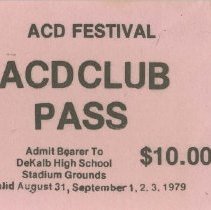 ACD FESTIVAL
ACDCLUB
PASS
Admit Bearer To
DeKalb High School
Stadium Grounds
$10.00
alid August 31, September 1, 2. 3. 1979